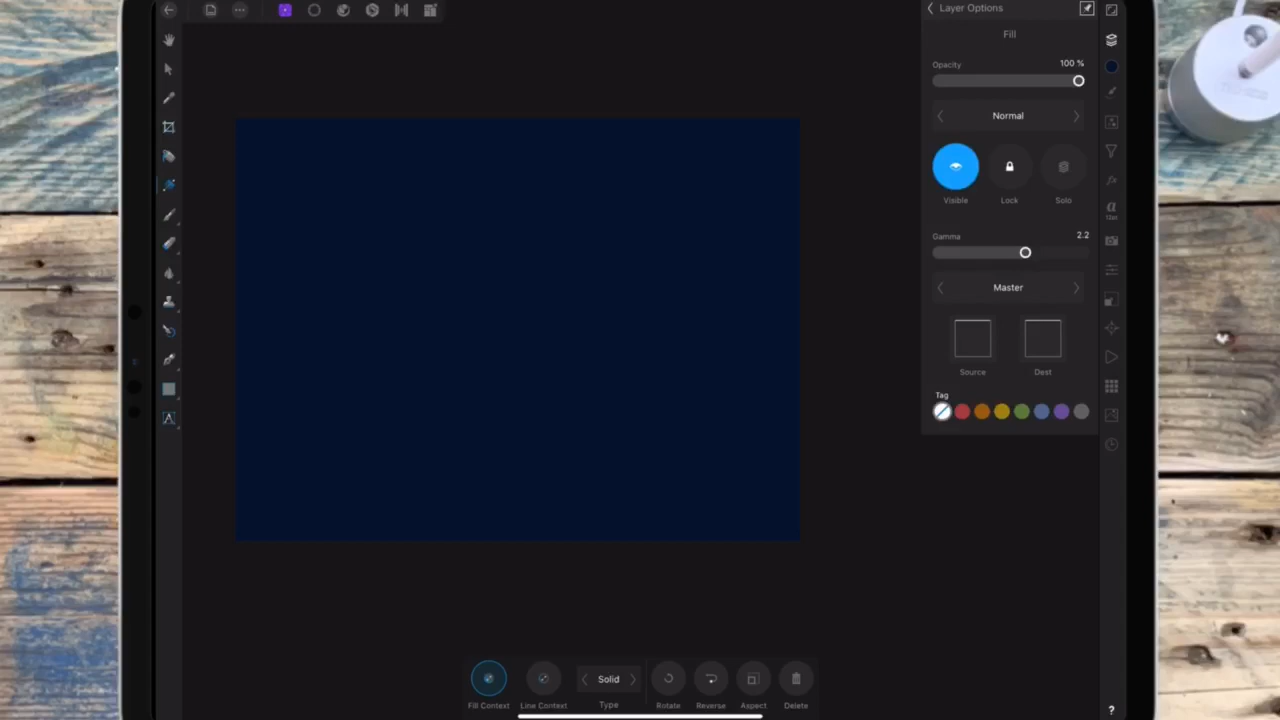 Layer Options
Fill
Opacity 100 %
Normal
Visible Lock Solo
Gamma 2.2
Master
Source Dest
Tag
12pt
Solid
Fill Context Line Context Type Rotate Reverse Aspect Delete
?